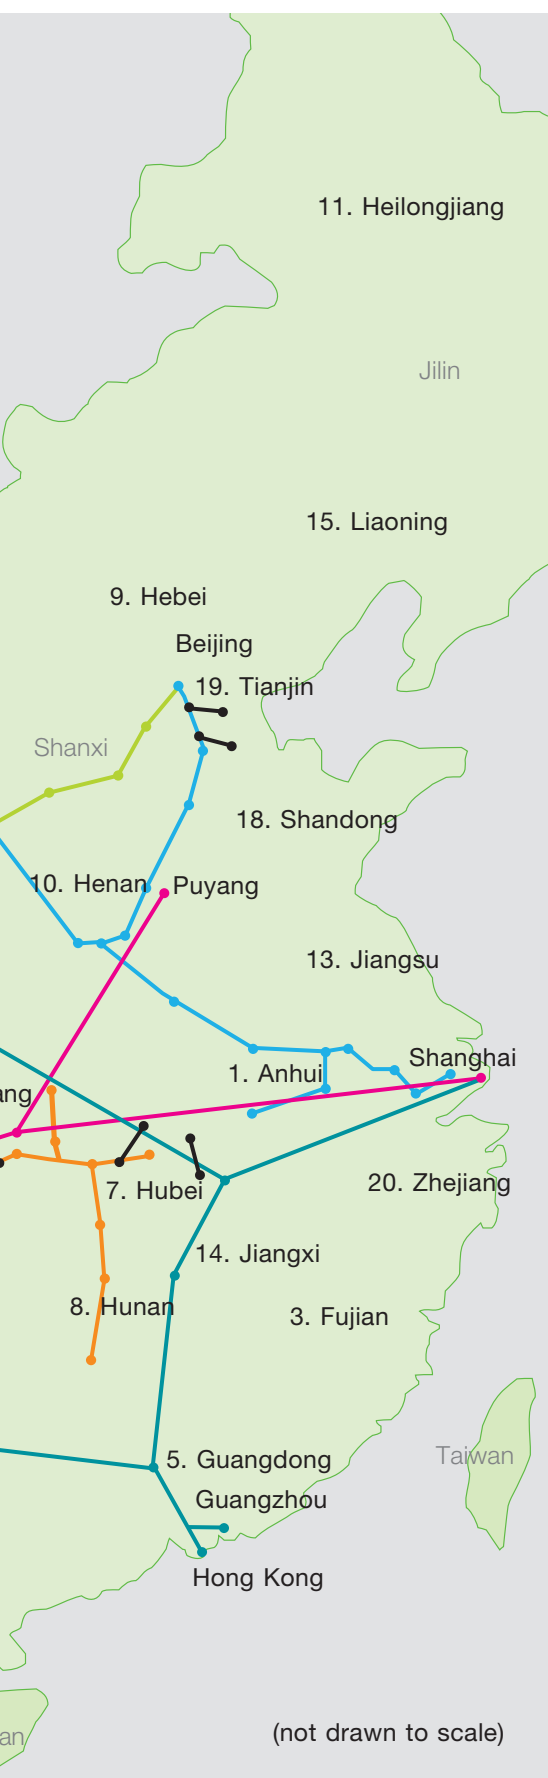 11. Heilongjiang
Jilin
15. Liaoning
9. Hebei
Beijing
19. Tianjin
Shanxi
18. Shandong
10. Henan
Puyang
13. Jiangsu
Shanghai
1. Anhui
ang
20. Zhejiang
7. Hubei
14. Jiangxi
8. Hunan
3. Fujian
Taiwan
5. Guangdong
Guangzhou
Hong Kong
(not drawn to scale)
an